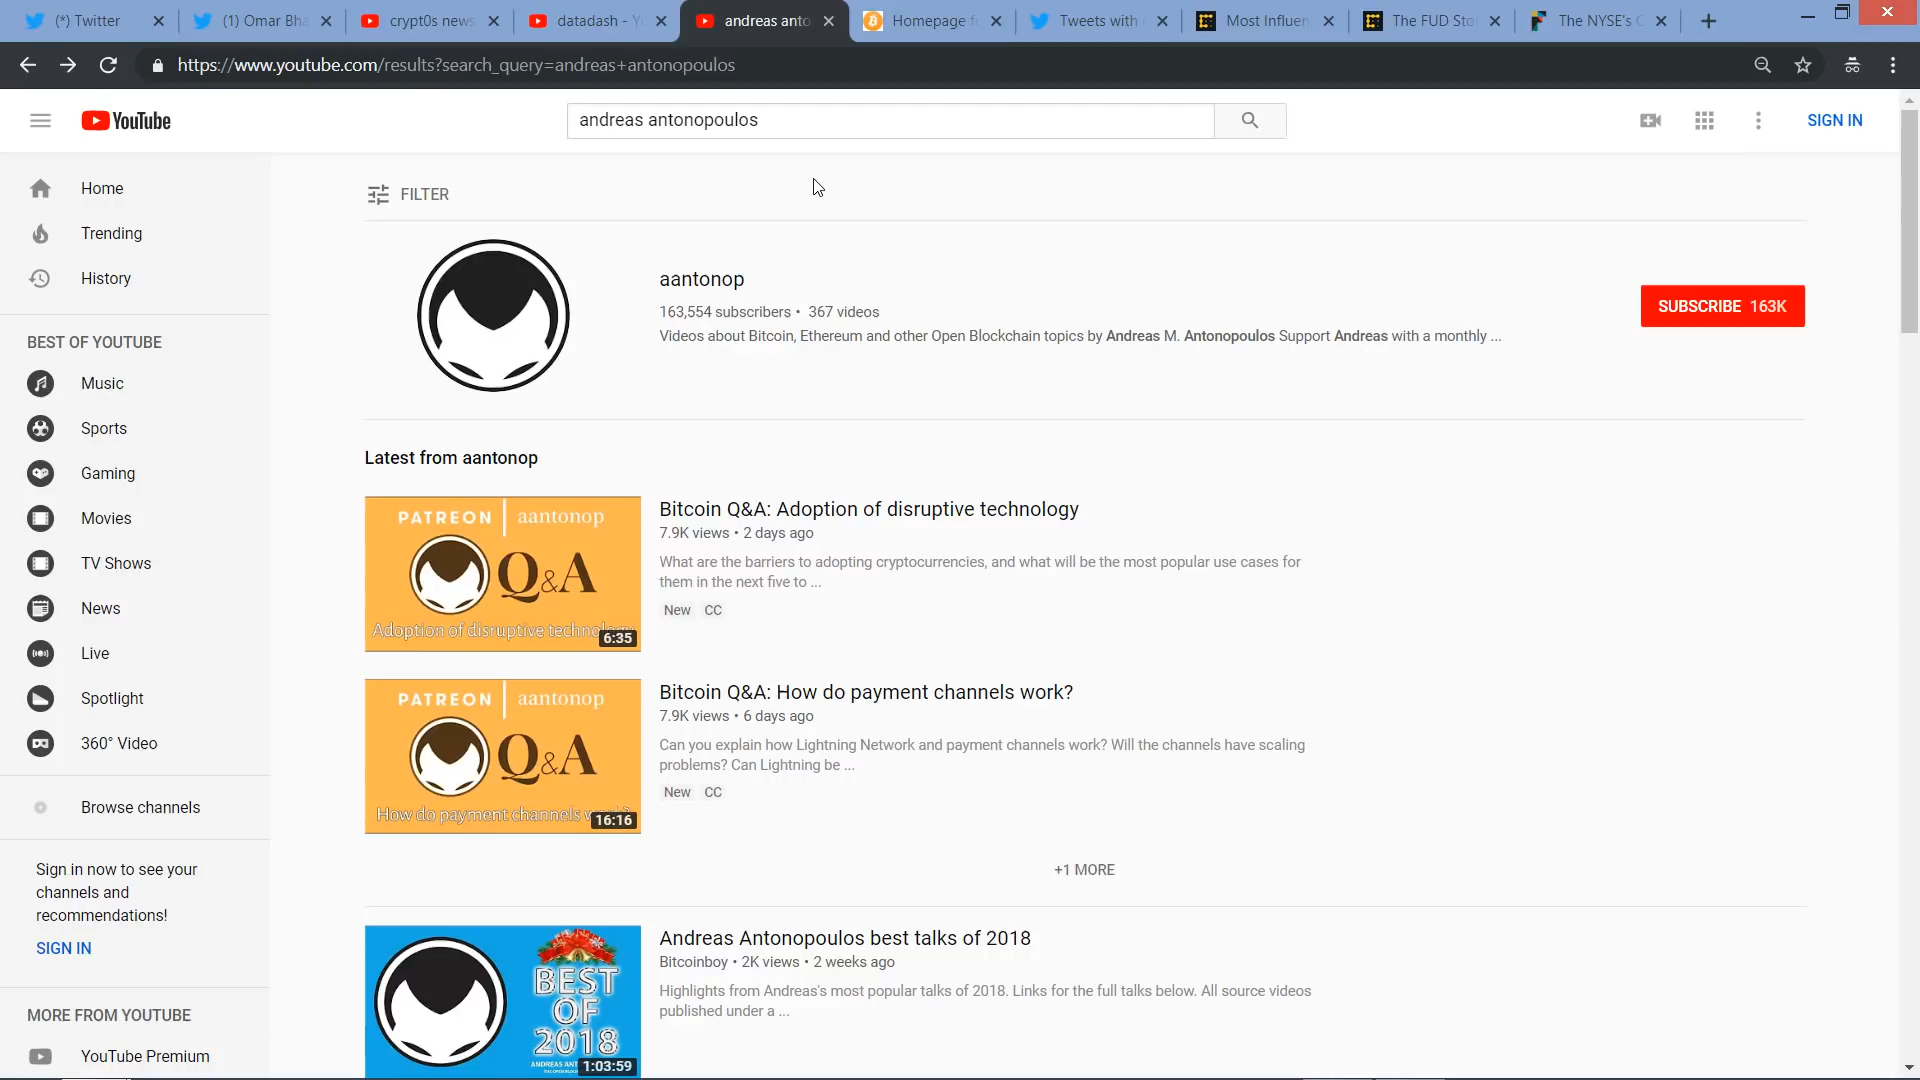 (*) Twitter
(1) Omar Bha
crypt0s news
datadash - Y
andreas anto
Homepage f
Tweets with
Most Influen
The FUD Sto
The NYSE's C
https://www.youtube.com/results?search_query=andreas+antonopoulos
YouTube
andreas antonopoulos
SIGN IN
Home
Trending
History
BEST OF YOUTUBE
Music
Sports
Gaming
Movies
TV Shows
News
Live
Spotlight
360° Video
Browse channels
Sign in now to see your
channels and
recommendations!
SIGN IN
MORE FROM YOUTUBE
YouTube Premium
FILTER
aantonop
163,554 subscribers • 367 videos
Videos about Bitcoin, Ethereum and other Open Blockchain topics by Andreas M. Antonopoulos Support Andreas with a monthly ...
SUBSCRIBE 163K
Latest from aantonop
PATREON | aantonop
Q&A
Adoption of disruptive technolo
6:35
Bitcoin Q&A: Adoption of disruptive technology
7.9K views • 2 days ago
What are the barriers to adopting cryptocurrencies, and what will be the most popular use cases for
them in the next five to ...
New CC
PATREON | aantonop
Q&A
How do payment channels w
16:16
Bitcoin Q&A: How do payment channels work?
7.9K views • 6 days ago
Can you explain how Lightning Network and payment channels work? Will the channels have scaling
problems? Can Lightning be ...
New CC
+1 MORE
BEST
OF
2018
1:03:59
Andreas Antonopoulos best talks of 2018
Bitcoinboy • 2K views • 2 weeks ago
Highlights from Andreas's most popular talks of 2018. Links for the full talks below. All source videos
published under a ...